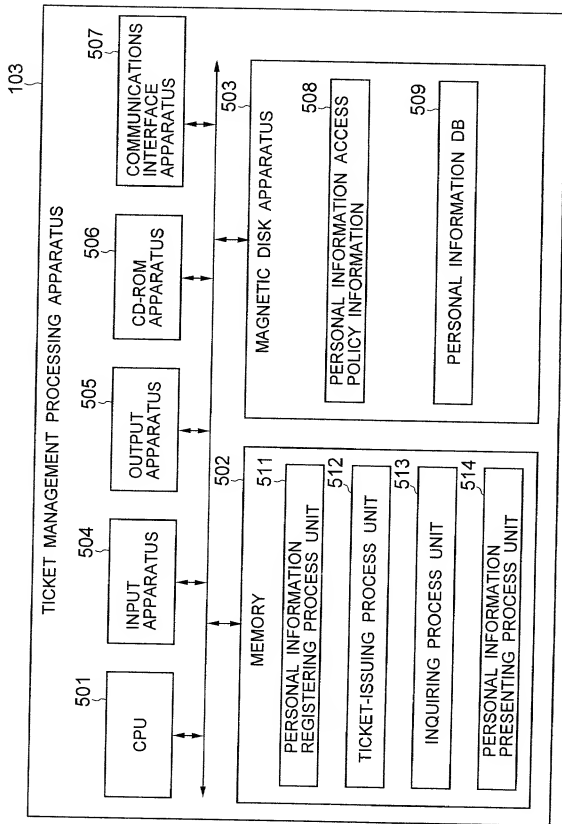 103
TICKET MANAGEMENT PROCESSING APPARATUS
501
CPU
504
INPUT
APPARATUS
505
OUTPUT
APPARATUS
506
CD-ROM
APPARATUS
507
COMMUNICATIONS
INTERFACE
APPARATUS
502
MEMORY
511
PERSONAL INFORMATION
REGISTERING PROCESS UNIT
512
TICKET-ISSUING PROCESS UNIT
513
INQUIRING PROCESS UNIT
514
PERSONAL INFORMATION
PRESENTING PROCESS UNIT
503
MAGNETIC DISK APPARATUS
508
PERSONAL INFORMATION ACCESS
POLICY INFORMATION
509
PERSONAL INFORMATION DB